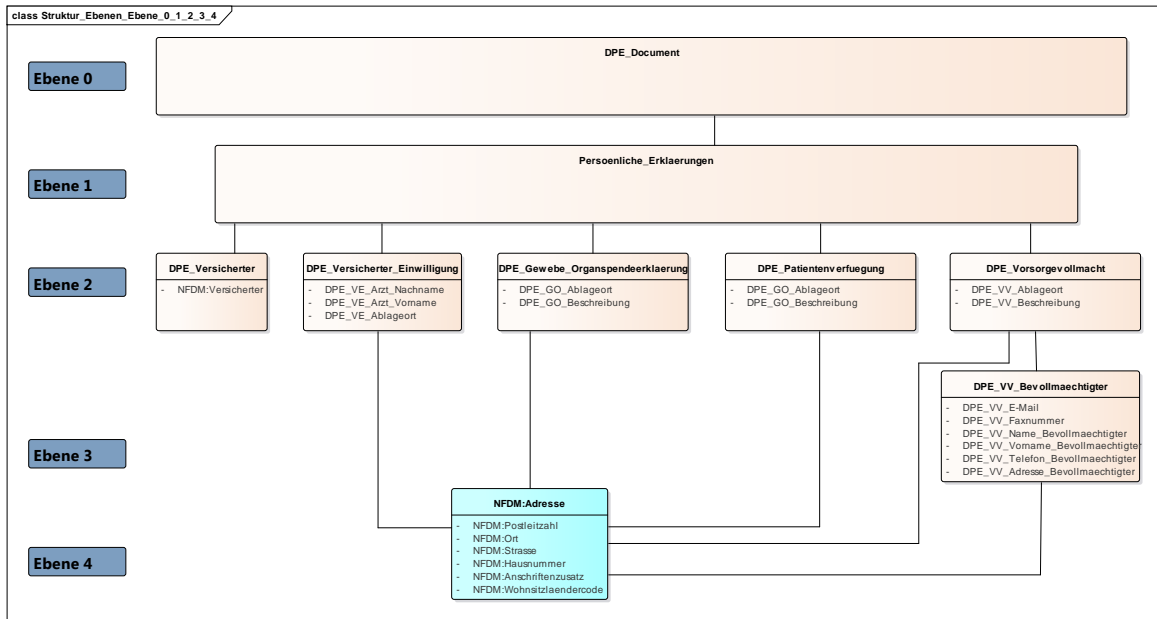 class Struktur_Ebenen_Ebene_0_1_2_3_4
DPE_Document
Ebene 0
Persoenliche_Erklaerungen
Ebene 1
Ebene 2
DPE_Versicherter
- NFDM:Versicherter
DPE_Versicherter_Einwilligung
- DPE_VE_Arzt_Nachname
- DPE_VE_Arzt_Vorname
- DPE_VE_Ablageort
DPE_Gewebe_Organspendeerklaerung
- DPE_GO_Ablageort
- DPE_GO_Beschreibung
DPE_Patientenverfuegung
- DPE_GO_Ablageort
- DPE_GO_Beschreibung
DPE_Vorsorgevollmacht
- DPE_VV_Ablageort
- DPE_VV_Beschreibung
DPE_VV_Bevollmaechtigter
- DPE_VV_E-Mail
- DPE_VV_Faxnummer
- DPE_VV_Name_Bevollmaechtigter
- DPE_VV_Vorname_Bevollmaechtigter
- DPE_VV_Telefon_Bevollmaechtigter
- DPE_VV_Adresse_Bevollmaechtigter
Ebene 3
NFDM:Adresse
- NFDM:Postleitzahl
- NFDM:Ort
- NFDM:Strasse
- NFDM:Hausnummer
- NFDM:Anschriftenzusatz
- NFDM:Wohnsitzlaendercode
Ebene 4